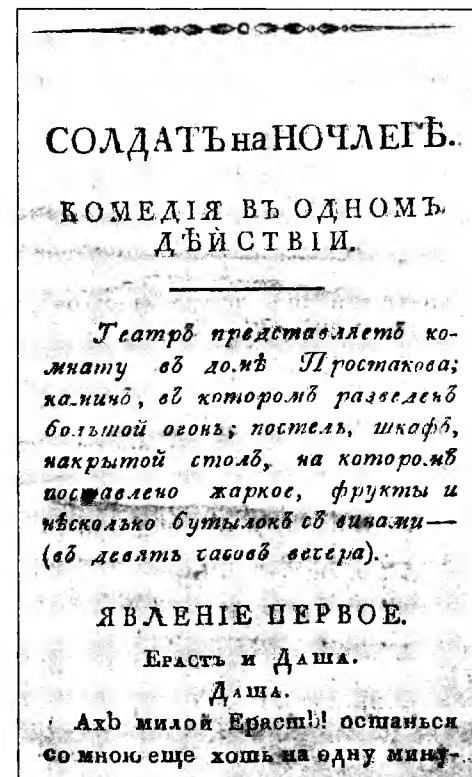 СОЛДАТЪ на НОЧЛЕГѢ.
КОМЕДІЯ ВЪ ОДНОМЪ
ДѢЙСТВІИ.
Театръ представляетъ ко-
мнату въ домѣ Простакова;
каминъ, въ которомъ разведенъ
большой огонь; постель, шкафъ,
накрытой столъ, на которомъ
поставлено жаркое, фрукты и
нѣсколько бутылокъ съ винами—
(въ девять часовъ вечера).
ЯВЛЕНІЕ ПЕРВОЕ.
Ерастъ и Даша.
Даша.
Ахъ милой Ерастъ! останься
со мною еще хоть на одну мину-